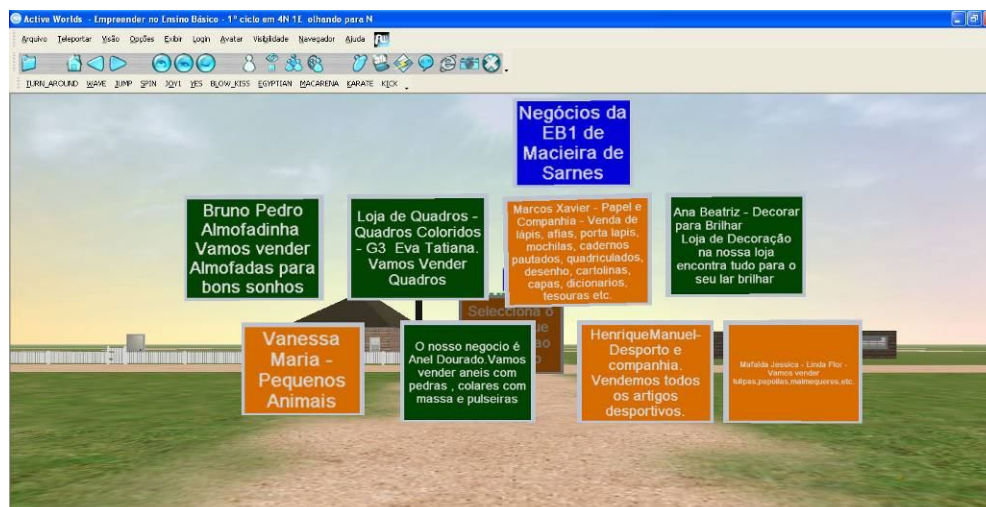 Active Worlds - Empreender no Ensino Básico - 1º ciclo em 4N 1E olhando para N
Arquivo Teleportar Visão Opções Exibir Login Avatar Visibilidade Navegador Ajuda
TURN_AROUND WAVE JUMP SPIN JOY1 YES BLOW_KISS EGYPTIAN MACARENA KARATE KICK
Negócios da
EB1 de
Macieira de
Sarnes
Bruno Pedro
Almofadinha
Vamos vender
Almofadas para
bons sonhos
Loja de Quadros -
Quadros Coloridos
- G3 Eva Tatiana.
Vamos Vender
Quadros
Marcos Xavier - Papel e
Companhia - Venda de
lápis, afias, porta lapis,
mochilas, cadernos
pautados, quadriculados,
desenho, cartolinas,
capas, dicionarios,
tesouras etc.
Ana Beatriz - Decorar
para Brilhar
Loja de Decoração
na nossa loja
encontra tudo para o
seu lar brilhar
Selecciona o
Vanessa
Maria -
Pequenos
Animais
O nosso negocio é
Anel Dourado.Vamos
vender aneis com
pedras , colares com
massa e pulseiras
HenriqueManuel-
Desporto e
companhia.
Vendemos todos
os artigos
desportivos.
Mafalda Jessica - Linda Flor -
Vamos vender
tulipas,papoilas,malmequeres,etc.